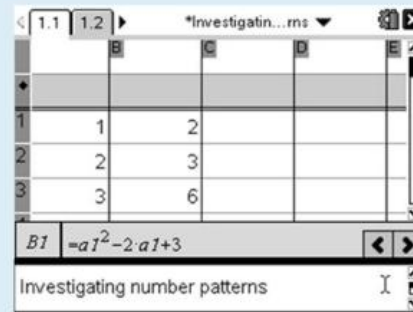 1.1 1.2 *Investigatin...rns
B C D E
1 1 2
2 2 3
3 3 6
B1 =a1²−2·a1+3
Investigating number patterns